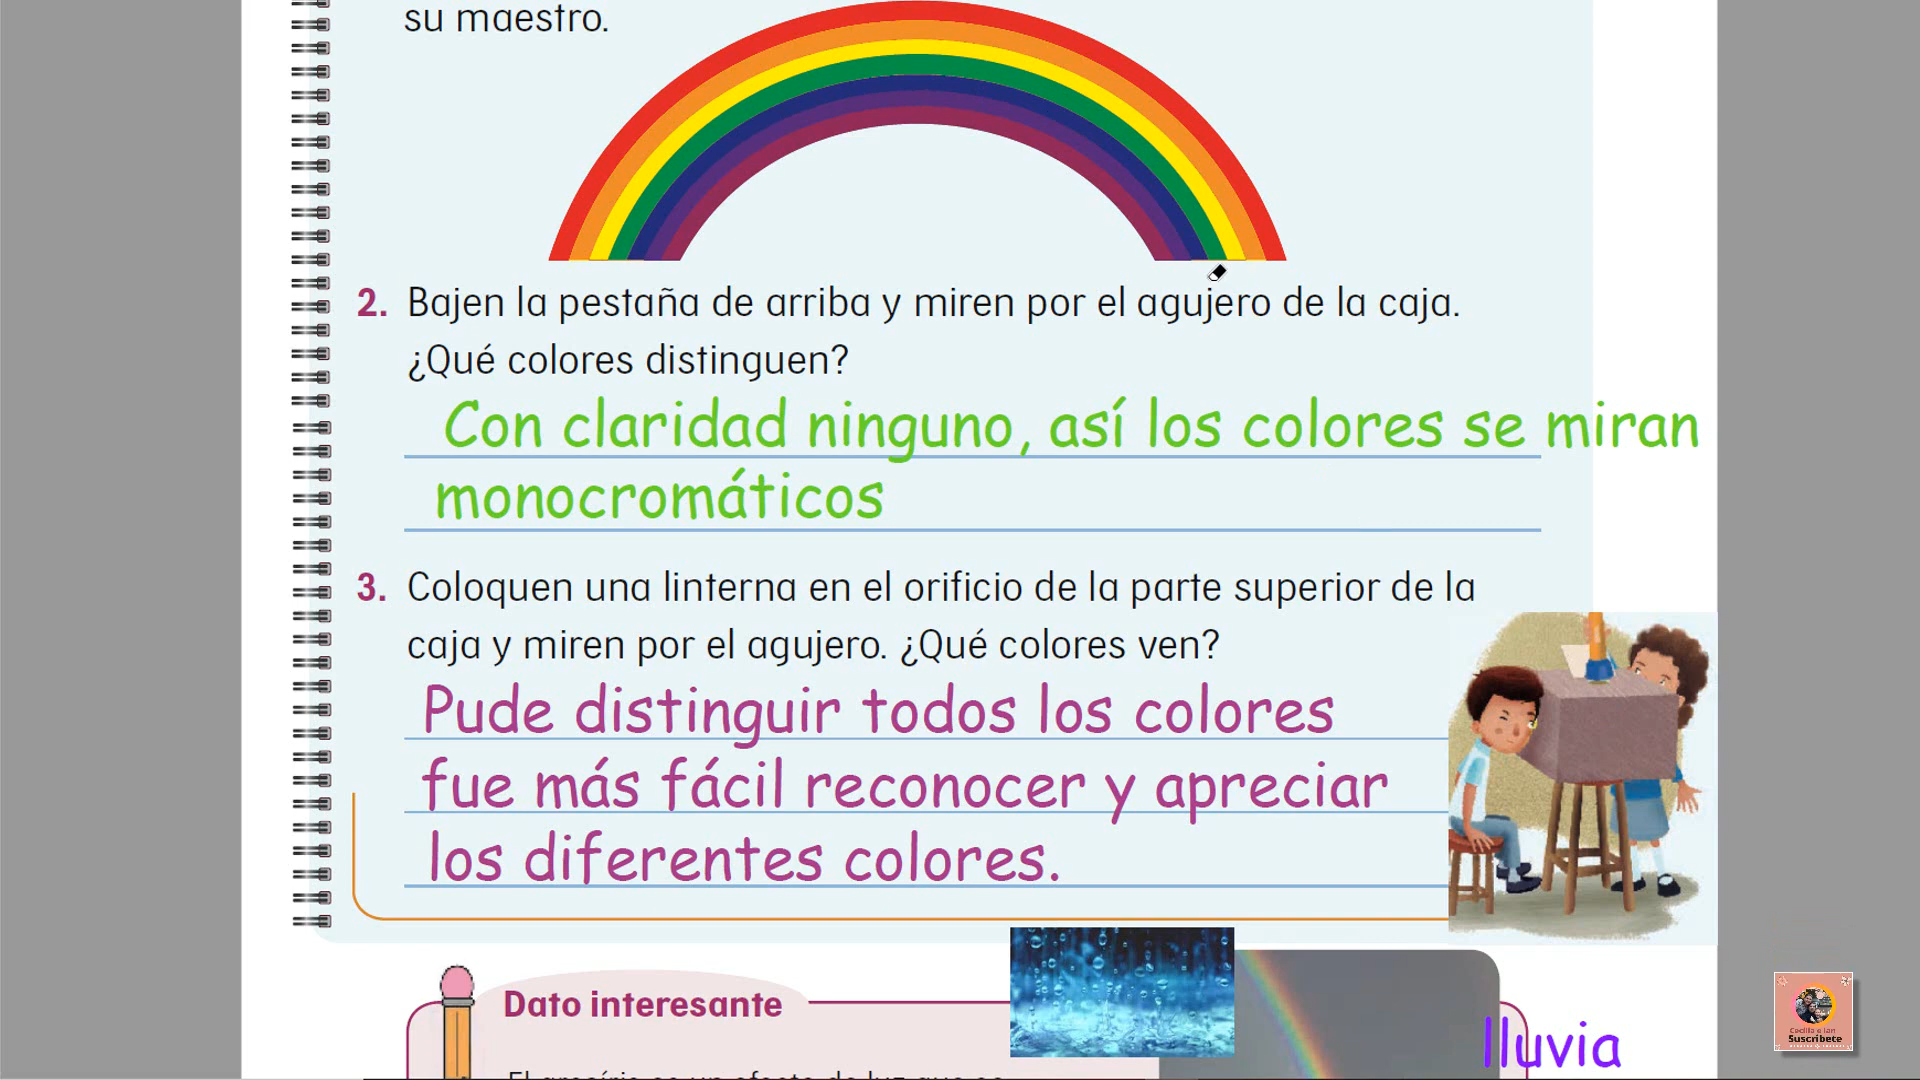 su maestro.
2. Bajen la pestaña de arriba y miren por el agujero de la caja.
¿Qué colores distinguen?
Con claridad ninguno, así los colores se miran
monocromáticos
3. Coloquen una linterna en el orificio de la parte superior de la
caja y miren por el agujero. ¿Qué colores ven?
Pude distinguir todos los colores
fue más fácil reconocer y apreciar
los diferentes colores.
Dato interesante
lluvia
Cecilia e Ian
Suscribete